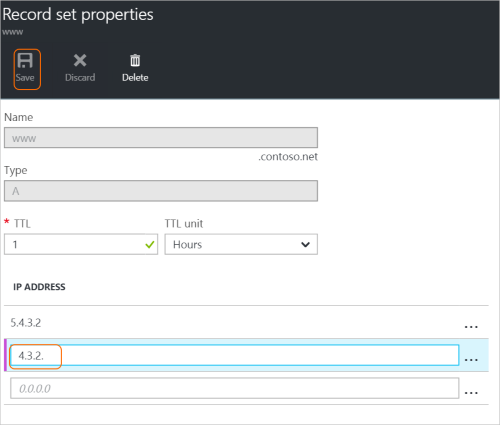 Record set properties
www
Save Discard Delete
Name
www
.contoso.net
Type
A
* TTL TTL unit
1 Hours
IP ADDRESS
5.4.3.2 ...
4.3.2. ...
0.0.0.0 ...